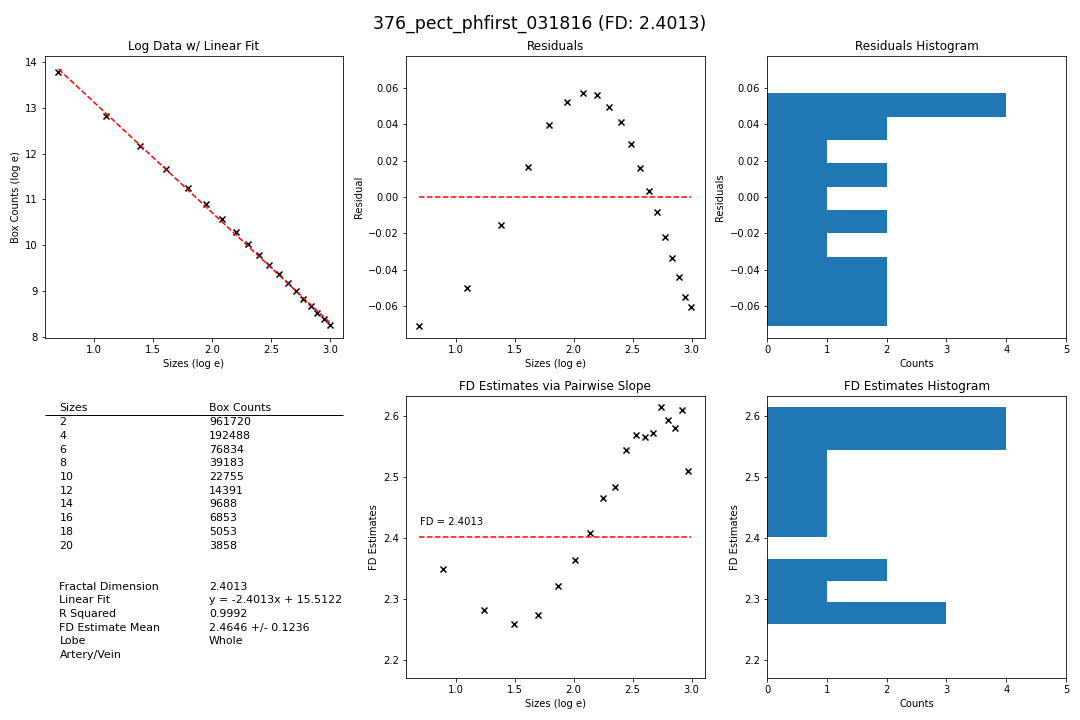 376_pect_phfirst_031816 (FD: 2.4013)
Log Data w/ Linear Fit
Box Counts (log e)
14
13
12
11
10
9
8
1.0 1.5 2.0 2.5 3.0
Sizes (log e)
Residuals
Residual
0.06
0.04
0.02
0.00
−0.02
−0.04
−0.06
1.0 1.5 2.0 2.5 3.0
Sizes (log e)
Residuals Histogram
Residuals
0.06
0.04
0.02
0.00
−0.02
−0.04
−0.06
0 1 2 3 4 5
Counts
Sizes Box Counts
2 961720
4 192488
6 76834
8 39183
10 22755
12 14391
14 9688
16 6853
18 5053
20 3858
Fractal Dimension 2.4013
Linear Fit y = -2.4013x + 15.5122
R Squared 0.9992
FD Estimate Mean 2.4646 +/- 0.1236
Lobe Whole
Artery/Vein
FD Estimates via Pairwise Slope
FD Estimates
2.6
2.5
2.4
2.3
2.2
FD = 2.4013
1.0 1.5 2.0 2.5 3.0
Sizes (log e)
FD Estimates Histogram
FD Estimates
2.6
2.5
2.4
2.3
2.2
0 1 2 3 4 5
Counts